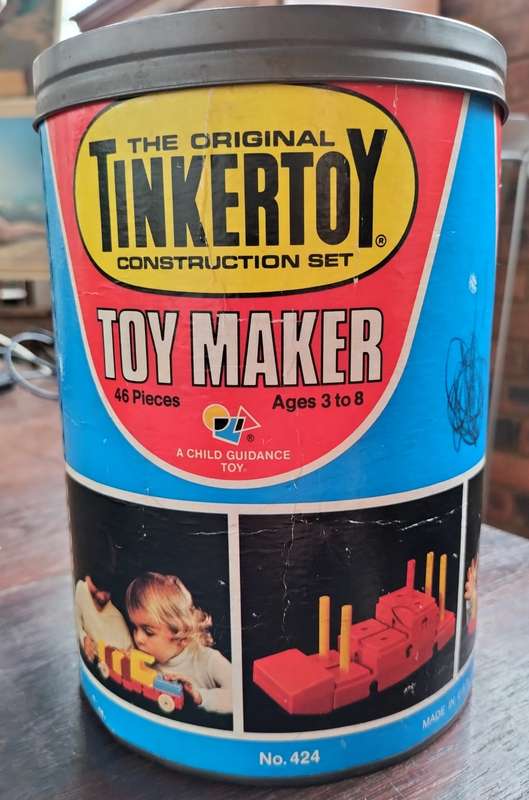 THE ORIGINAL
TINKERTOY®
CONSTRUCTION SET
TOY MAKER
46 Pieces
Ages 3 to 8
®
A CHILD GUIDANCE
TOY
No. 424
MADE IN